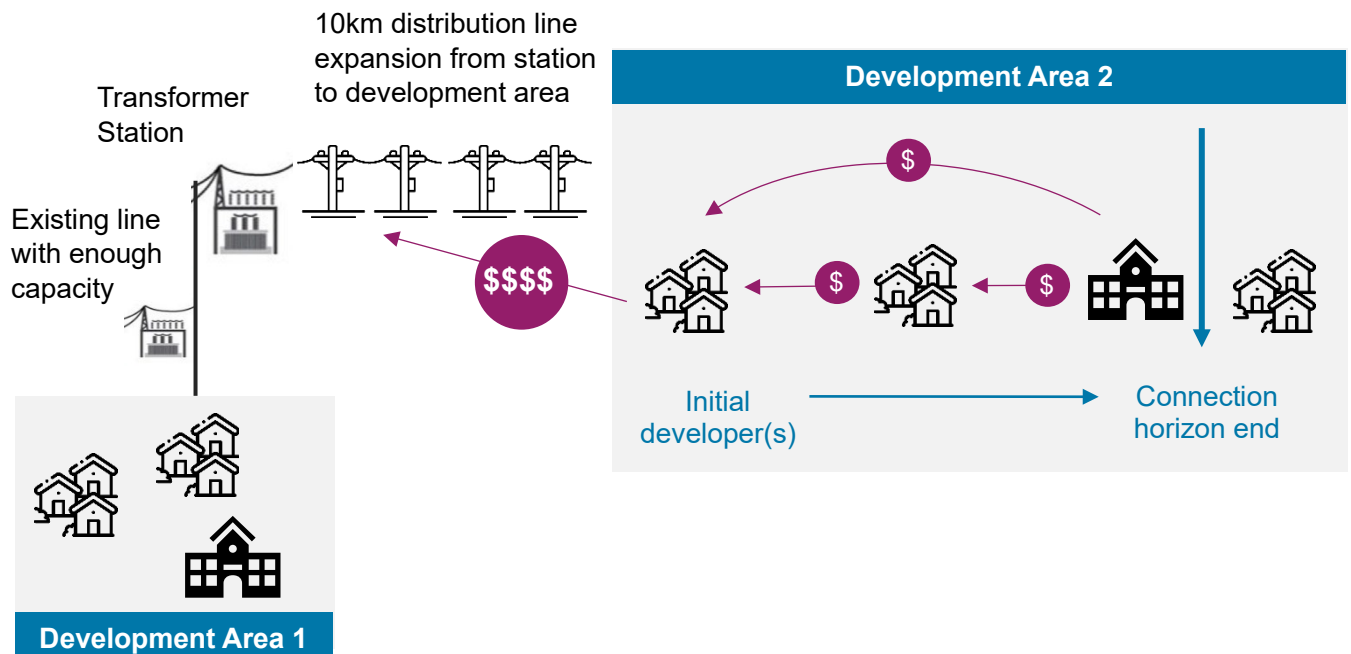 10km distribution line
expansion from station
to development area
Transformer
Station
Existing line
with enough
capacity
$$$$
Development Area 1
Development Area 2
$
$
$
Initial
developer(s)
Connection
horizon end